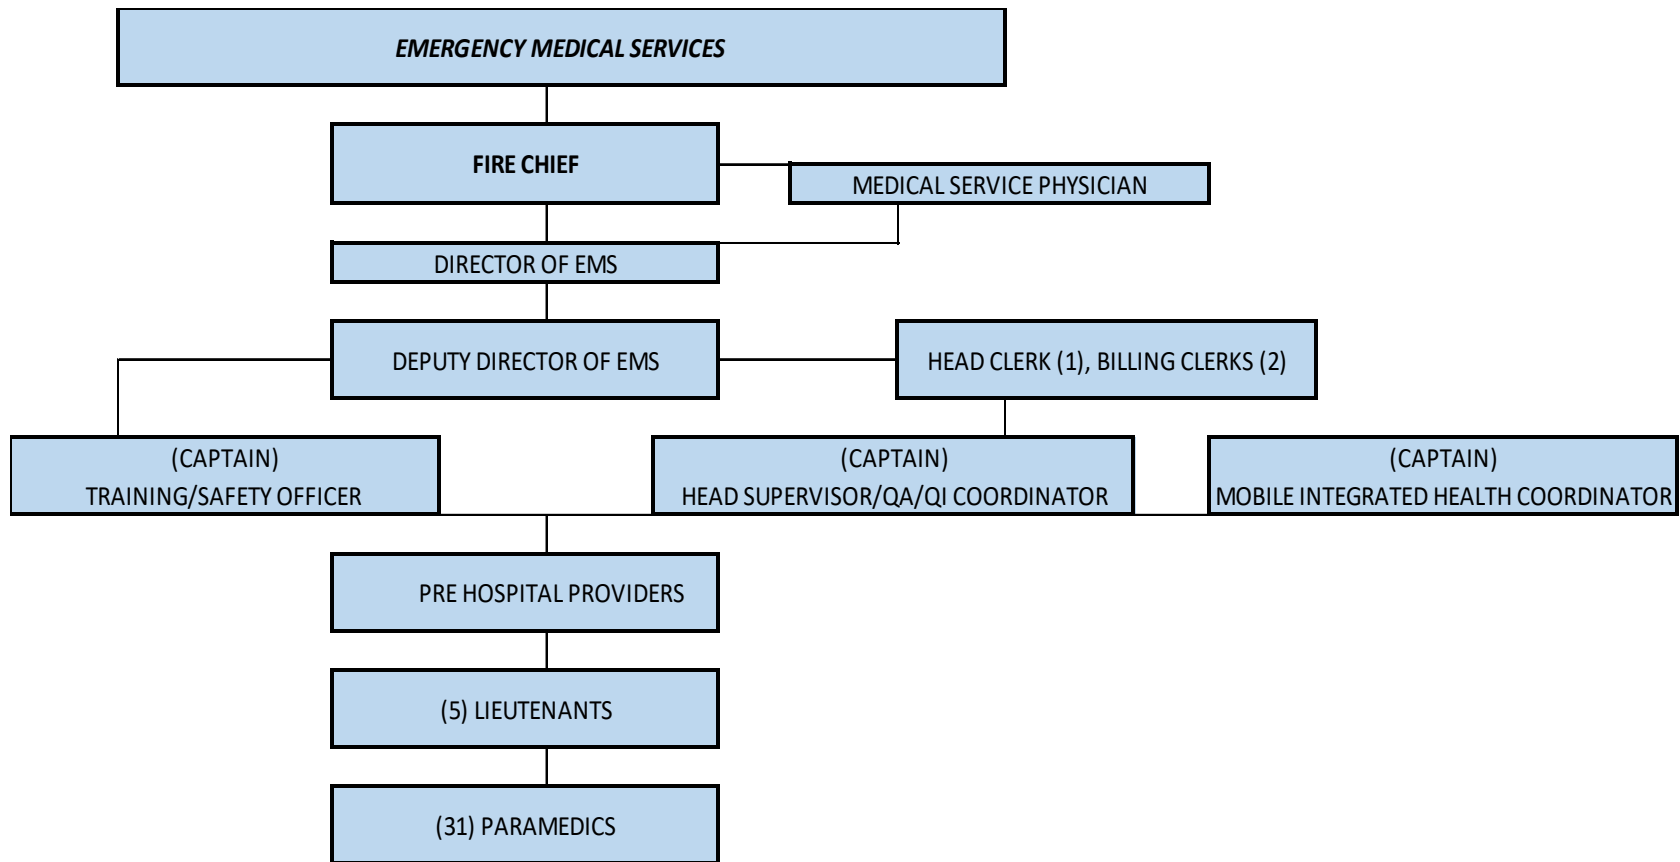 EMERGENCY MEDICAL SERVICES
FIRE CHIEF
MEDICAL SERVICE PHYSICIAN
DIRECTOR OF EMS
DEPUTY DIRECTOR OF EMS
HEAD CLERK (1), BILLING CLERKS (2)
(CAPTAIN)
TRAINING/SAFETY OFFICER
(CAPTAIN)
HEAD SUPERVISOR/QA/QI COORDINATOR
(CAPTAIN)
MOBILE INTEGRATED HEALTH COORDINATOR
PRE HOSPITAL PROVIDERS
(5) LIEUTENANTS
(31) PARAMEDICS